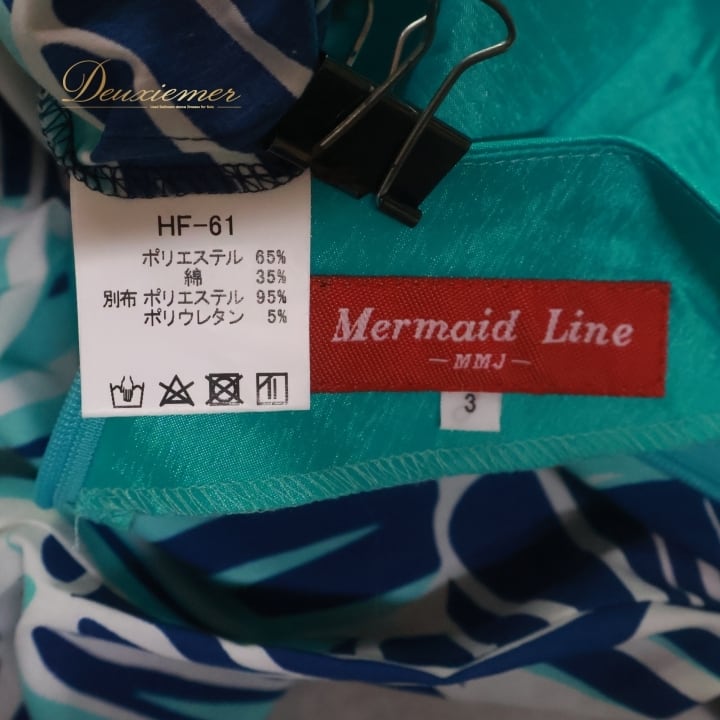 Deuxiemer
HF-61
ポリエステル 65%
綿 35%
別布 ポリエステル 95%
ポリウレタン 5%
Mermaid Line
-MMJ-
3